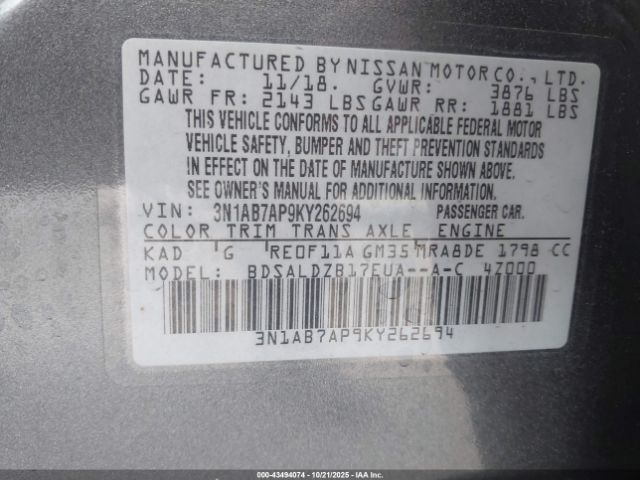 MANUFACTURED BY NISSAN MOTOR CO., LTD.
DATE: 11/18. GVWR: 3876 LBS
GAWR FR: 2143 LBS GAWR RR: 1881 LBS
THIS VEHICLE CONFORMS TO ALL APPLICABLE FEDERAL MOTOR
VEHICLE SAFETY, BUMPER AND THEFT PREVENTION STANDARDS
IN EFFECT ON THE DATE OF MANUFACTURE SHOWN ABOVE.
SEE OWNER'S MANUAL FOR ADDITIONAL INFORMATION.
VIN: 3N1AB7AP9KY262694 PASSENGER CAR.
COLOR TRIM TRANS AXLE ENGINE
KAD G RE0F11A GM35 MRA8DE 1798 CC
MODEL: BDSALDZB17EUA--A-C 4Z000
3N1AB7AP9KY262694
000-43494074 | 10/21/2025 | Copart/IAA